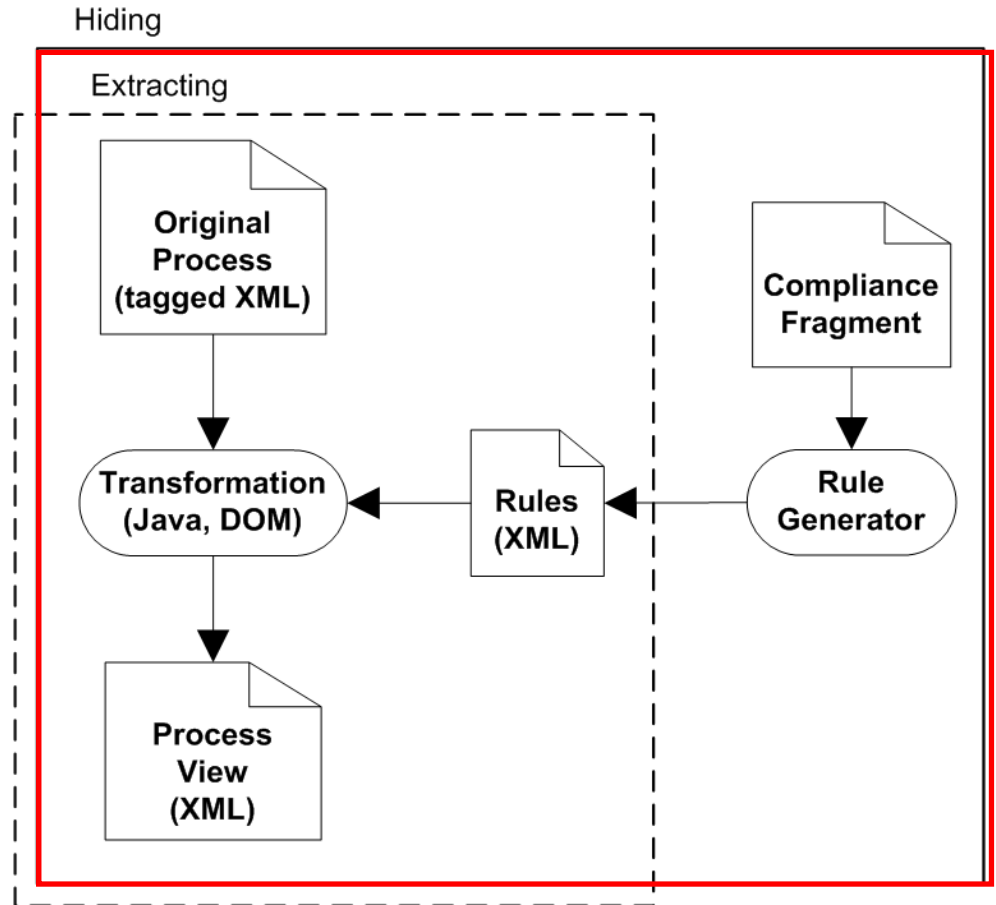 Hiding
Extracting
Original
Process
(tagged XML)
Compliance
Fragment
Transformation
(Java, DOM)
Rules
(XML)
Rule
Generator
Process
View
(XML)